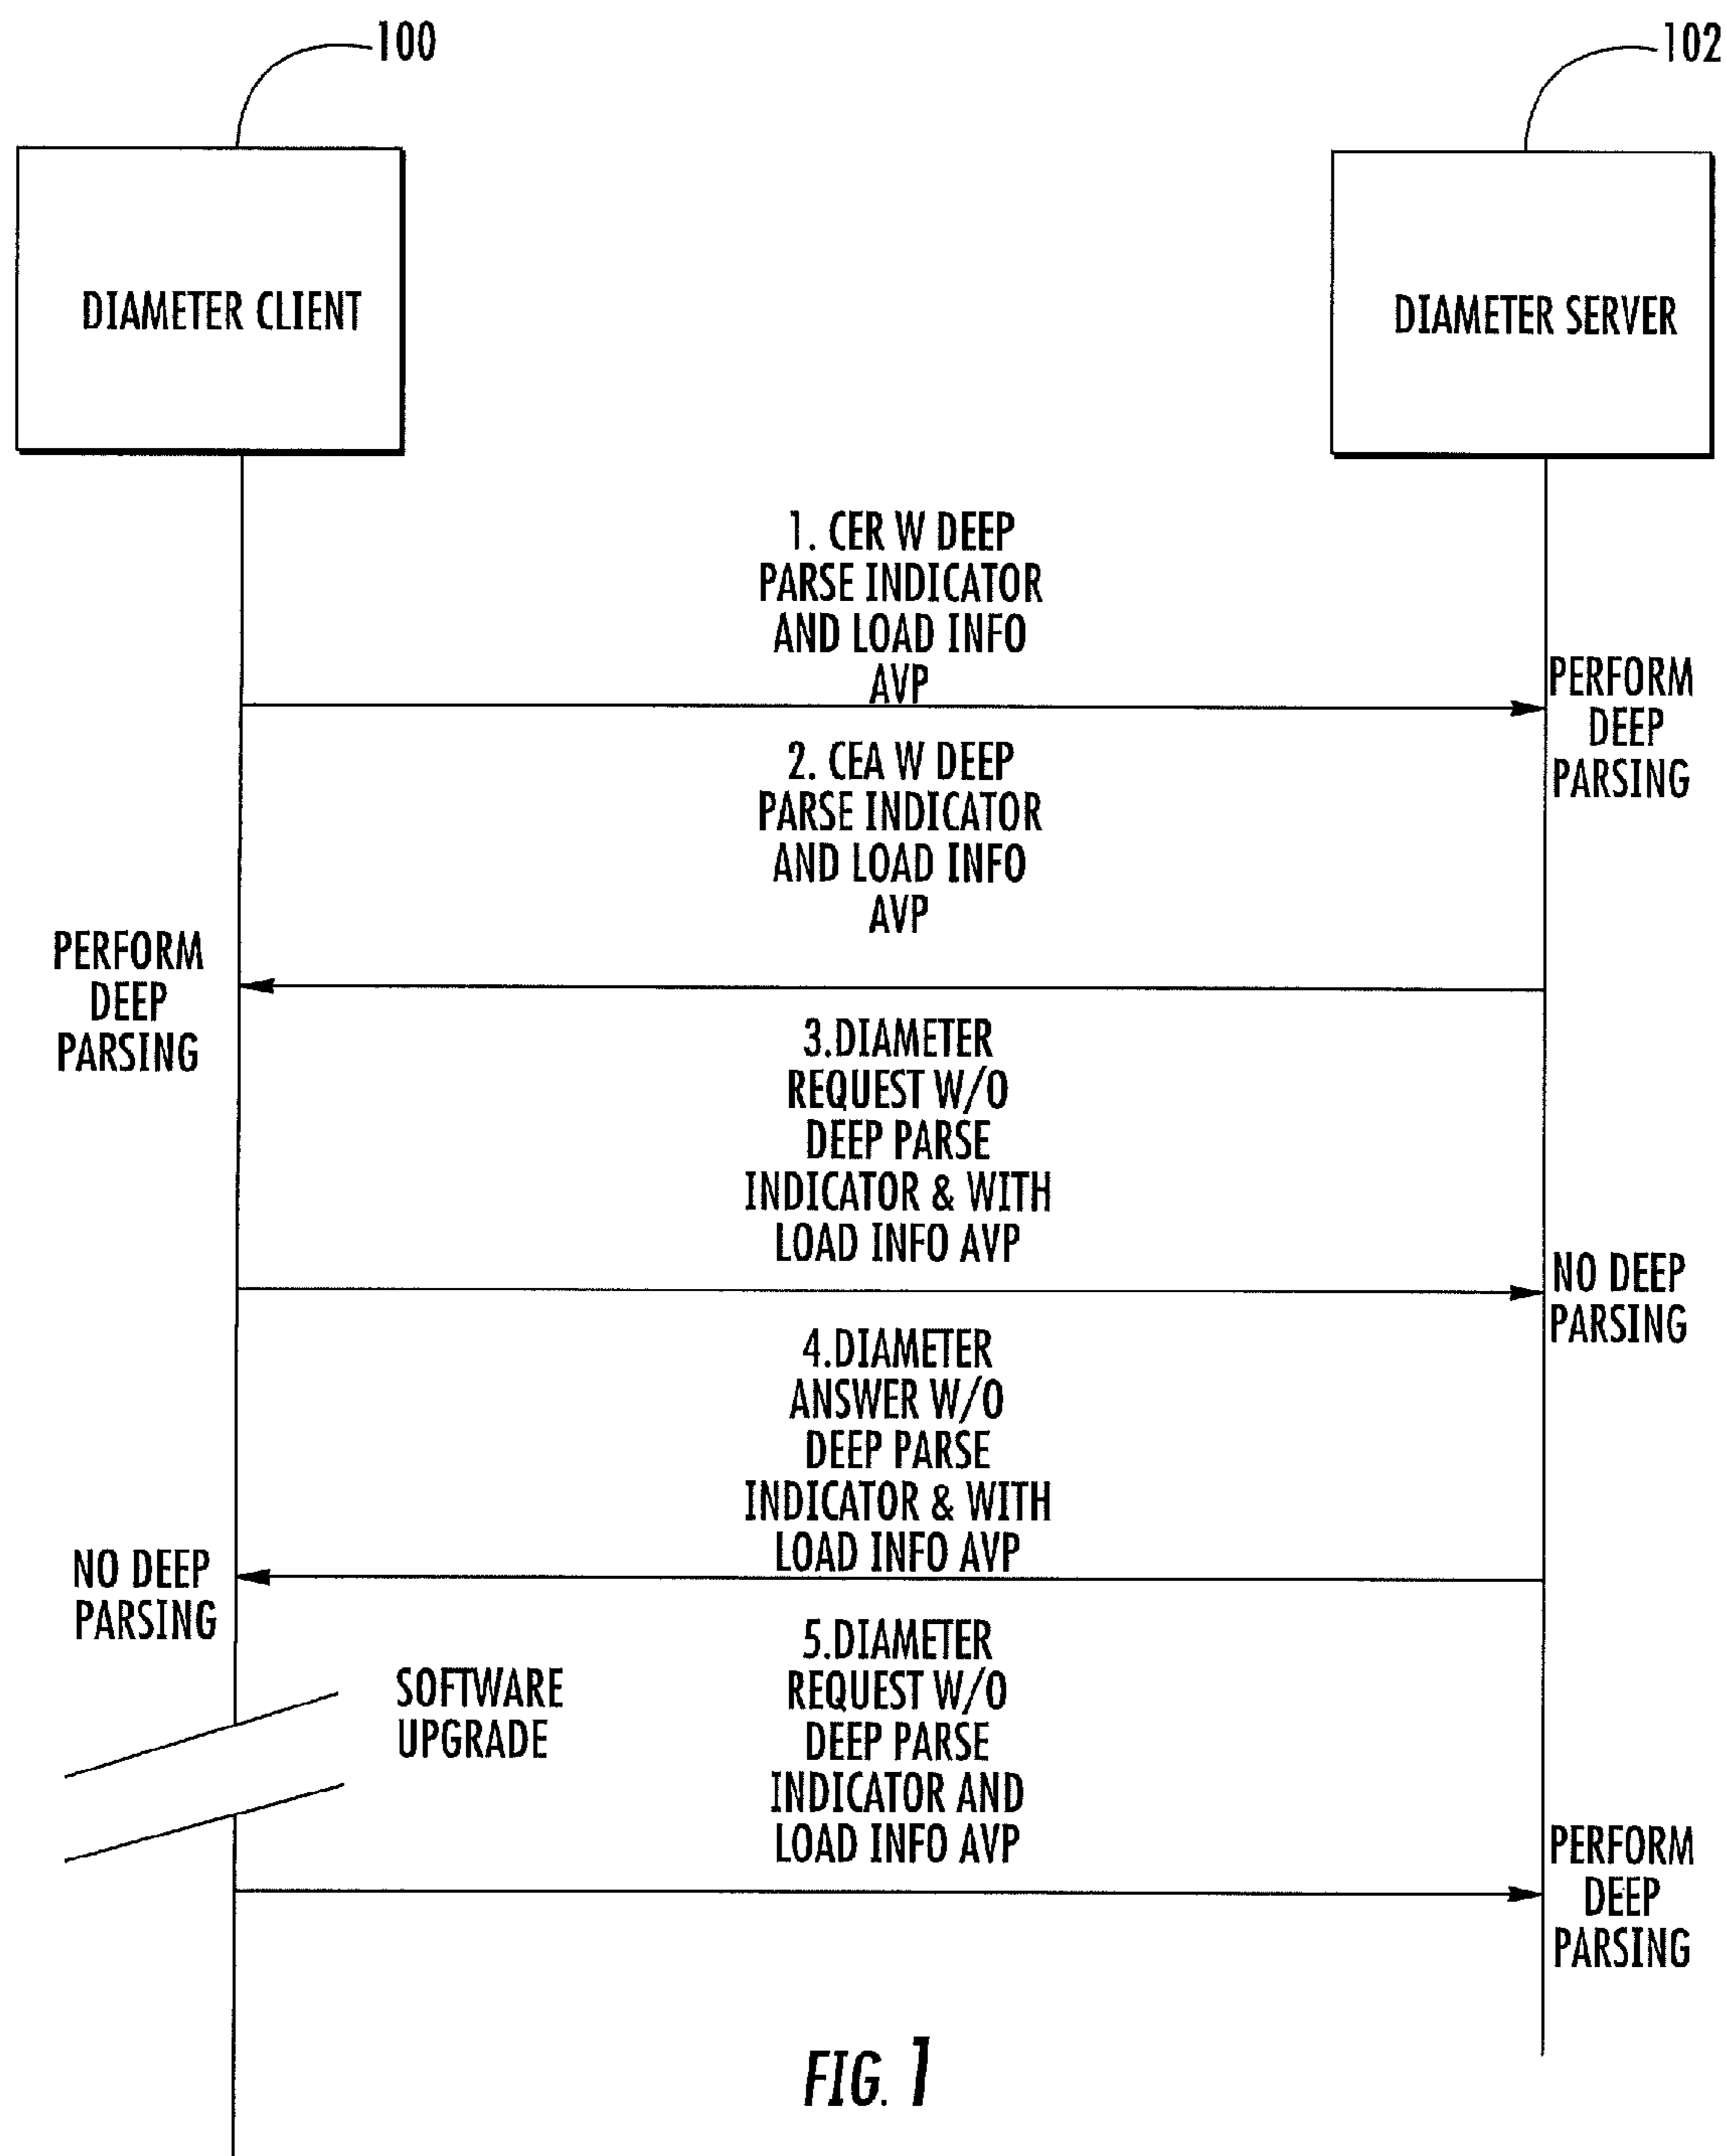 100
102
DIAMETER CLIENT
DIAMETER SERVER
1. CER W DEEP
PARSE INDICATOR
AND LOAD INFO
AVP
PERFORM
DEEP
PARSING
2. CEA W DEEP
PARSE INDICATOR
AND LOAD INFO
AVP
PERFORM
DEEP
PARSING
3.DIAMETER
REQUEST W/O
DEEP PARSE
INDICATOR & WITH
LOAD INFO AVP
NO DEEP
PARSING
4.DIAMETER
ANSWER W/O
DEEP PARSE
INDICATOR & WITH
LOAD INFO AVP
NO DEEP
PARSING
SOFTWARE
UPGRADE
5.DIAMETER
REQUEST W/O
DEEP PARSE
INDICATOR AND
LOAD INFO AVP
PERFORM
DEEP
PARSING
FIG. 1